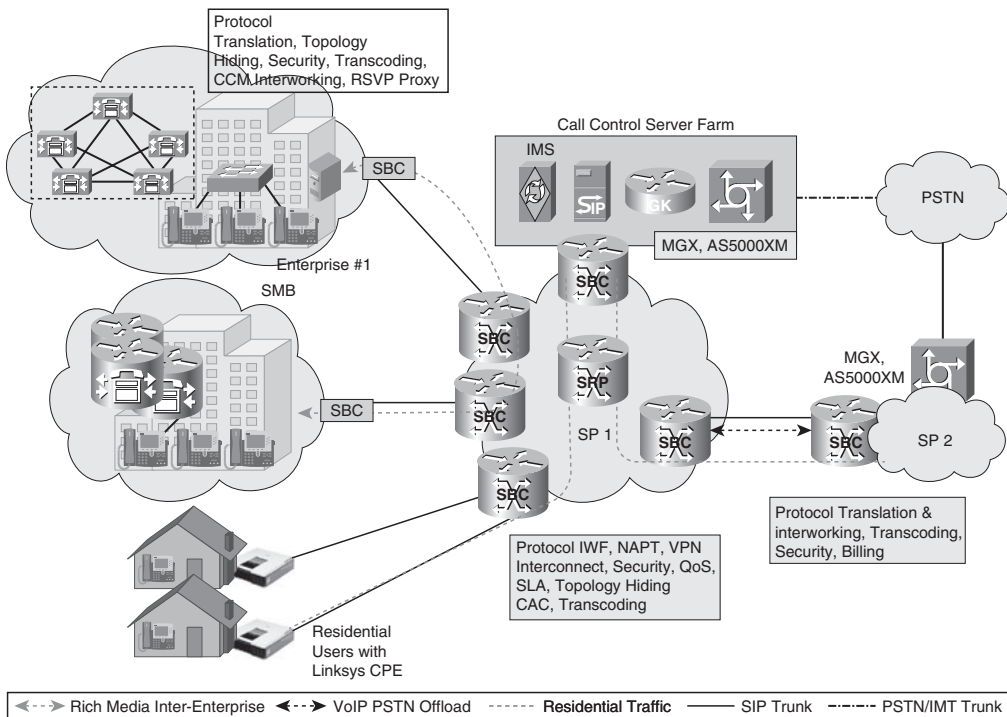 Protocol
Translation, Topology
Hiding, Security, Transcoding,
CCM Interworking, RSVP Proxy
Call Control Server Farm
IMS
SIP
GK
MGX, AS5000XM
PSTN
SBC
Enterprise #1
SBC
SMB
SBC
SRP
MGX,
AS5000XM
SBC
SBC
SP 1
SBC
SBC
SP 2
SBC
Protocol Translation &
interworking, Transcoding,
Security, Billing
Protocol IWF, NAPT, VPN
Interconnect, Security, QoS,
SLA, Topology Hiding
CAC, Transcoding
Residential
Users with
Linksys CPE
Rich Media Inter-Enterprise
VoIP PSTN Offload
Residential Traffic
SIP Trunk
PSTN/IMT Trunk